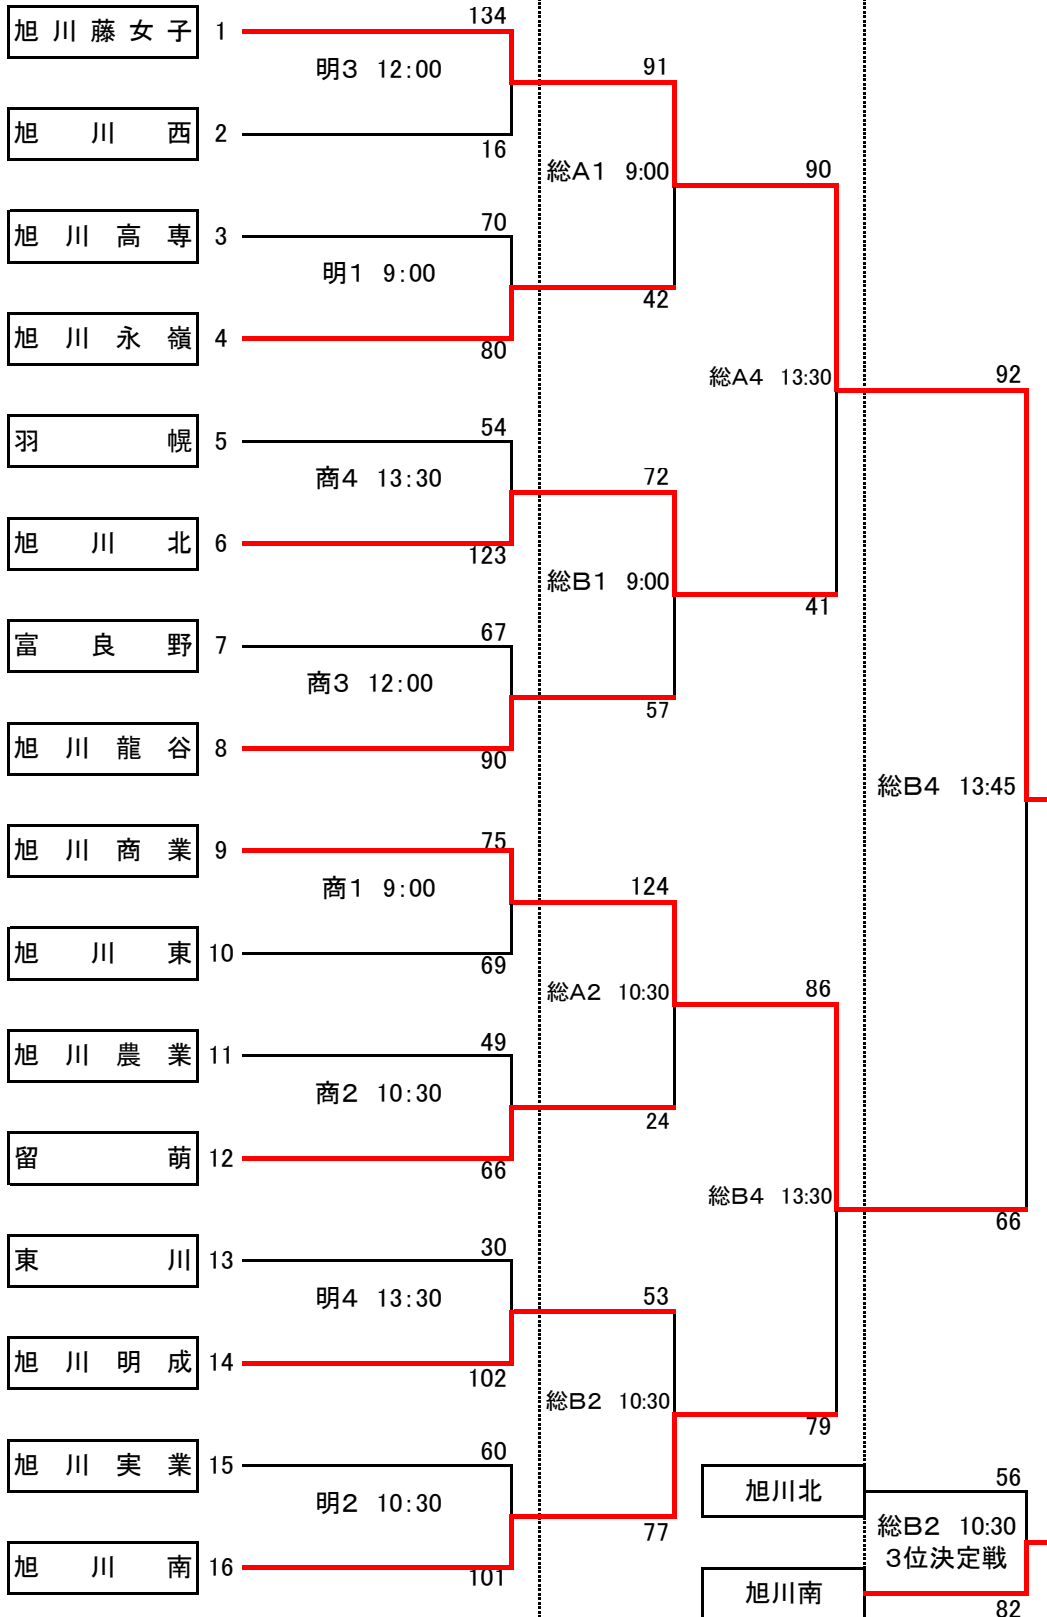 134
旭川藤女子 1
91
明3 12:00
旭川西 2
16
総A1 9:00
90
70
旭川高専 3
明1 9:00
42
旭川永嶺 4
80
総A4 13:30
92
54
羽幌 5
72
商4 13:30
旭川北 6
123
総B1 9:00
41
67
富良野 7
商3 12:00
57
旭川龍谷 8
90
総B4 13:45
75
旭川商業 9
124
商1 9:00
旭川東 10
69
86
総A2 10:30
49
旭川農業 11
商2 10:30
24
留萌 12
66
総B4 13:30
66
30
東川 13
53
明4 13:30
旭川明成 14
102
総B2 10:30
79
60
旭川実業 15
56
旭川北
明2 10:30
総B2 10:30
77
3位決定戦
旭川南 16
101
旭川南
82